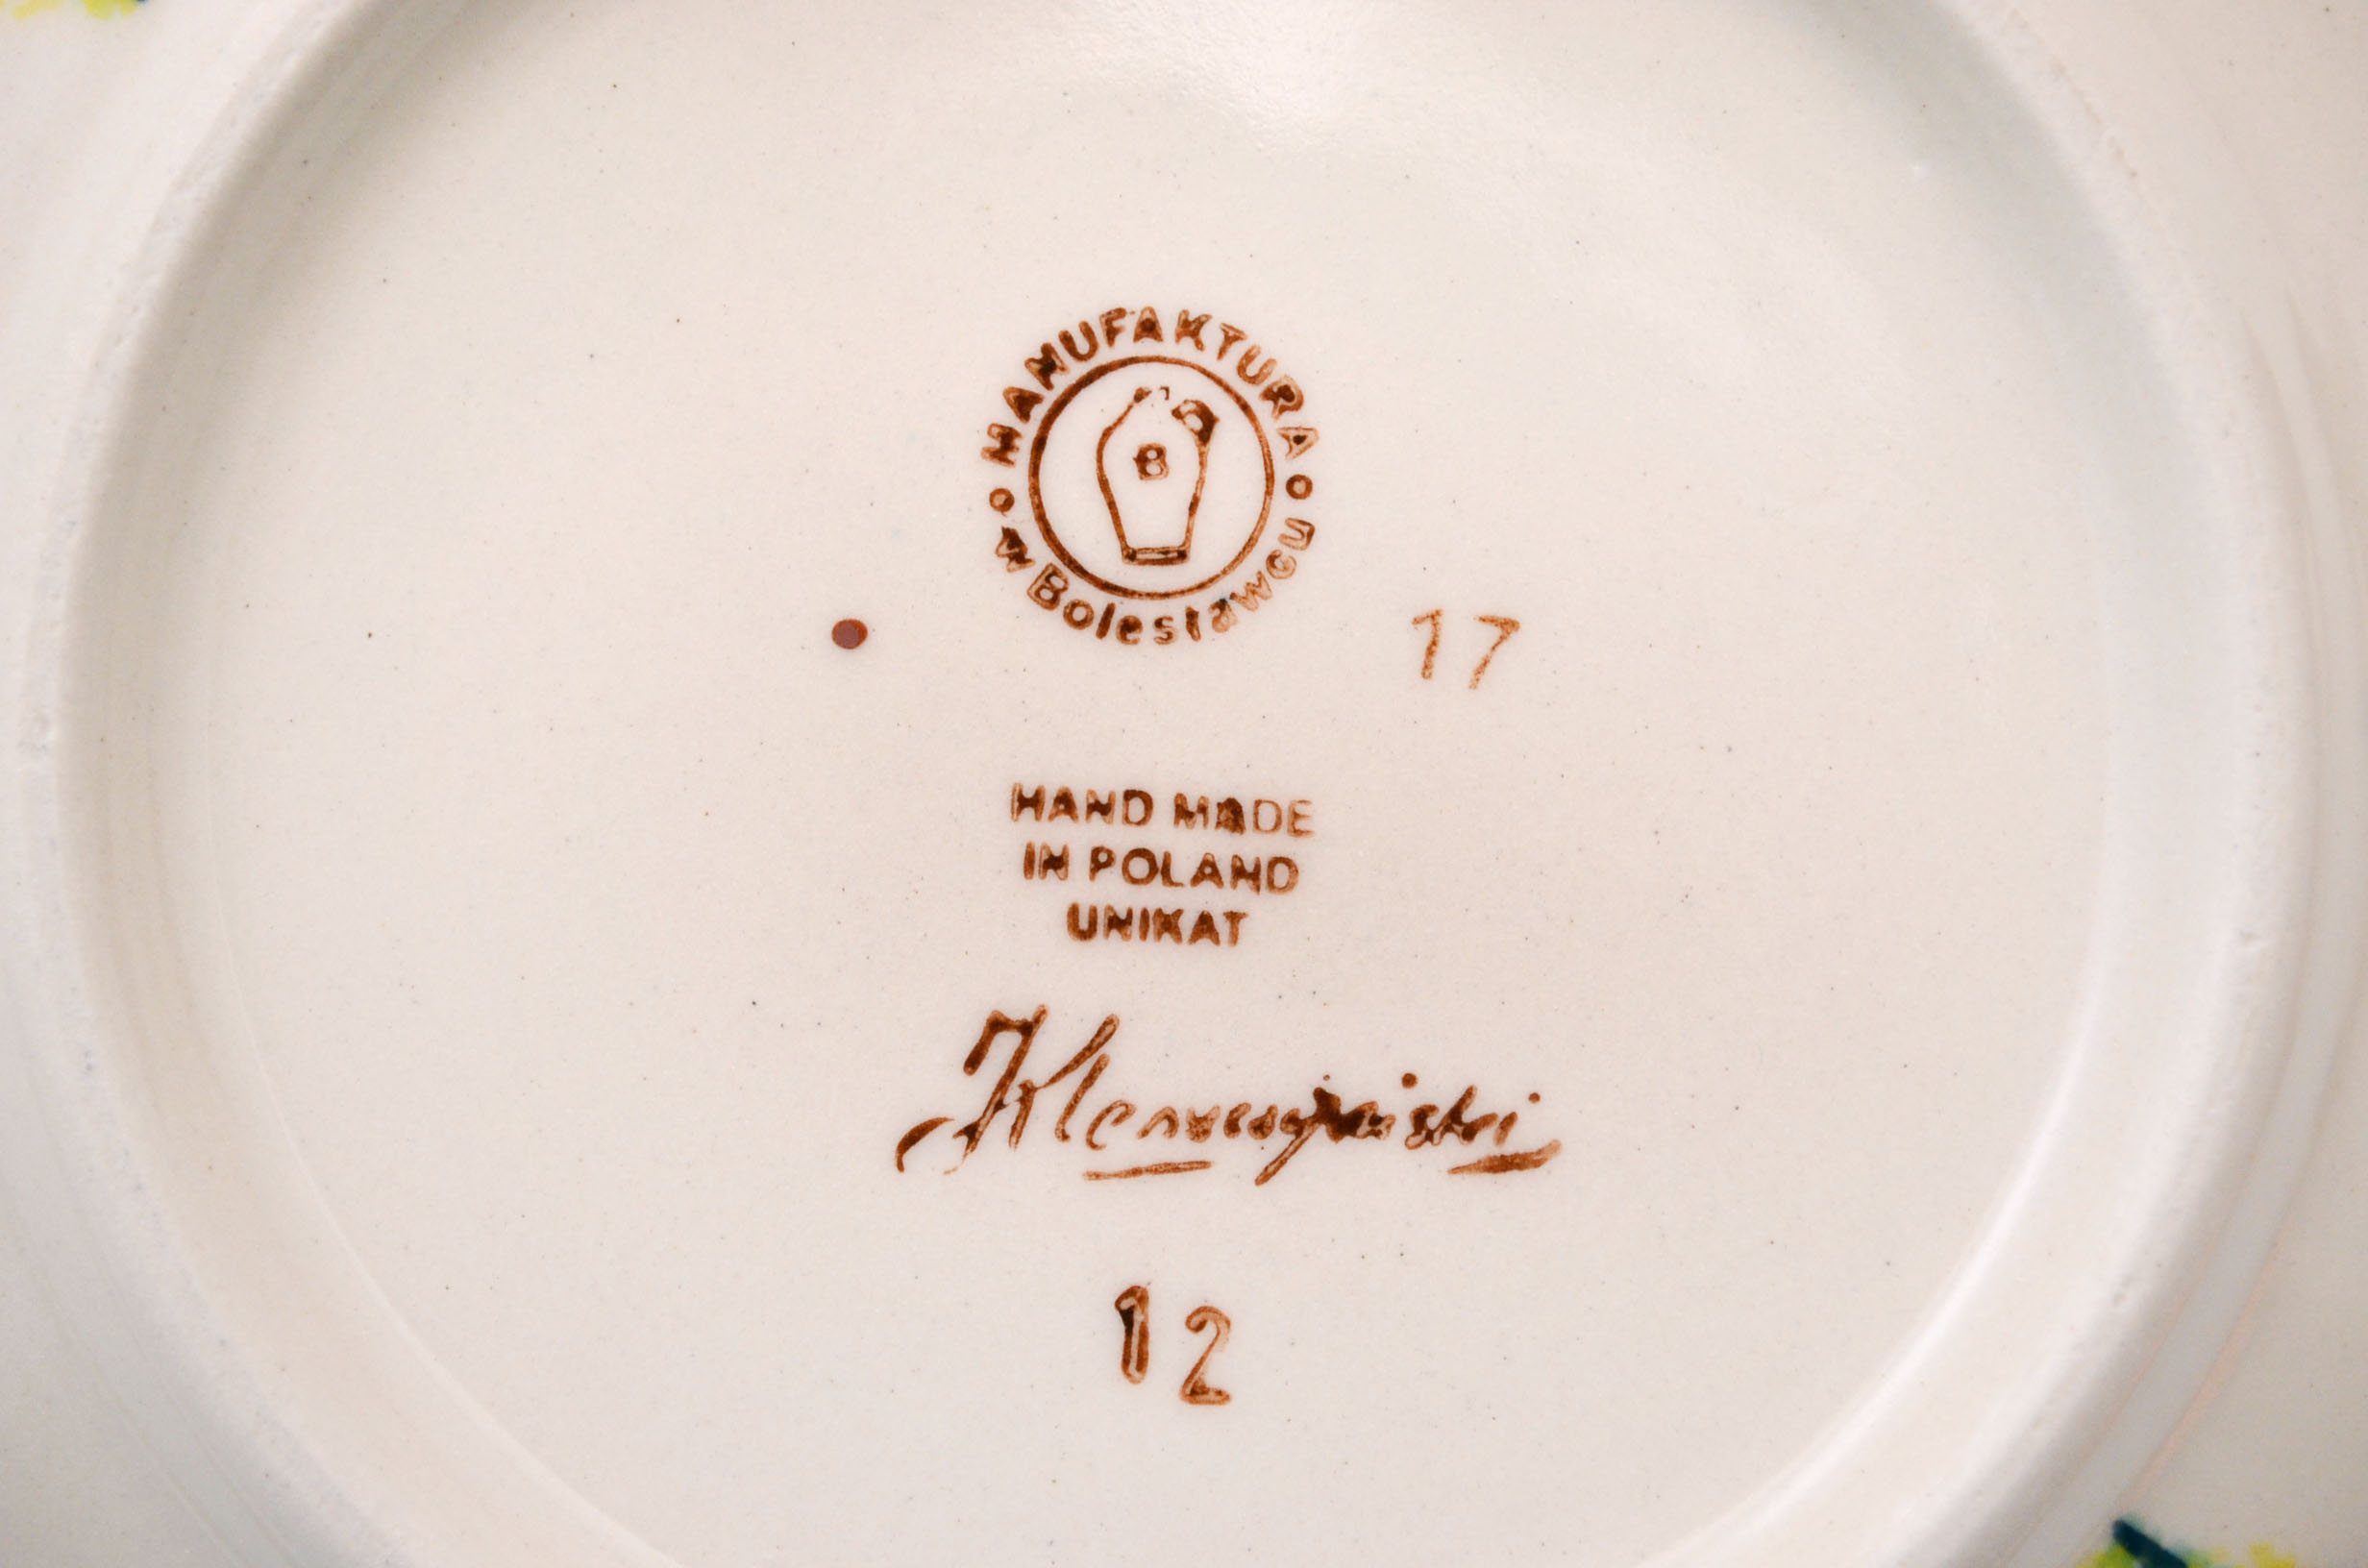 MANUFAKTURA
w Bolesławcu
B
17
HAND MADE
IN POLAND
UNIKAT
12